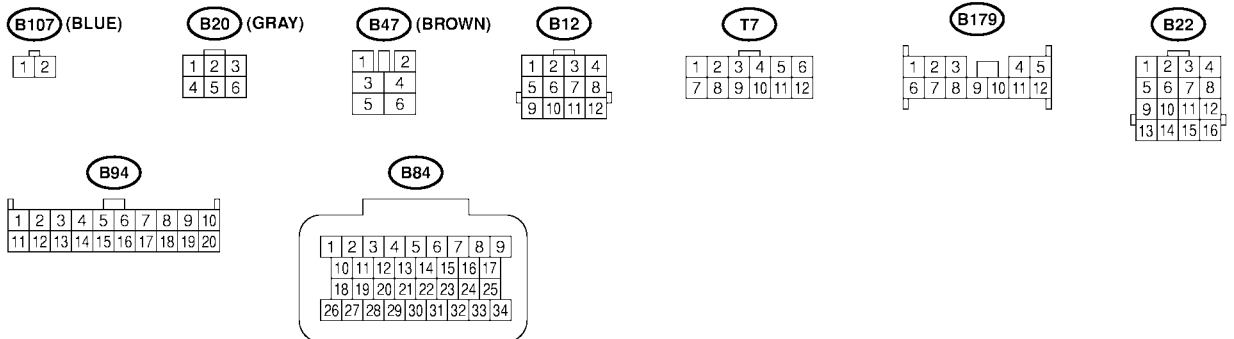 B107 (BLUE)
B20 (GRAY)
B47 (BROWN)
B12
T7
B179
B22
1 2
1 2 3
4 5 6
1 2
3 4
5 6
1 2 3 4
5 6 7 8
9 10 11 12
1 2 3 4 5 6
7 8 9 10 11 12
1 2 3 4 5
6 7 8 9 10 11 12
1 2 3 4
5 6 7 8
9 10 11 12
13 14 15 16
B94
B84
1 2 3 4 5 6 7 8 9 10
11 12 13 14 15 16 17 18 19 20
1 2 3 4 5 6 7 8 9
10 11 12 13 14 15 16 17
18 19 20 21 22 23 24 25
26 27 28 29 30 31 32 33 34